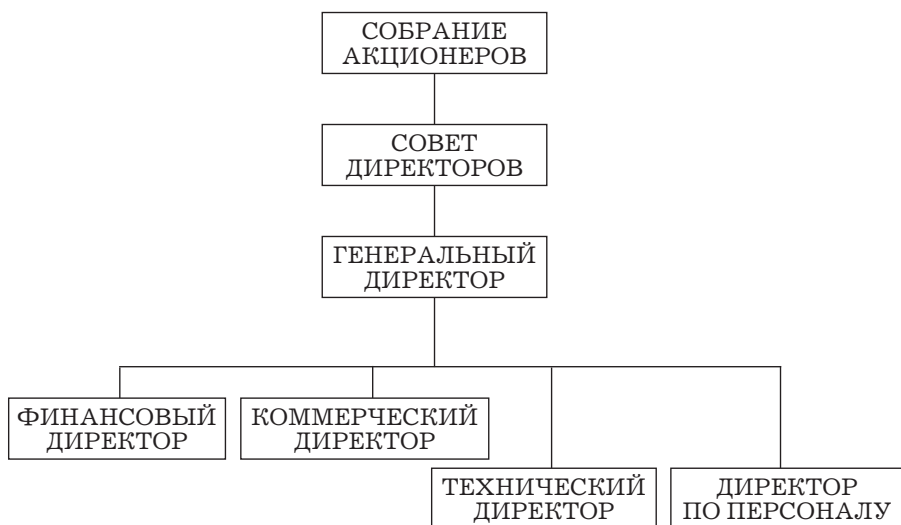 СОБРАНИЕ
АКЦИОНЕРОВ
СОВЕТ
ДИРЕКТОРОВ
ГЕНЕРАЛЬНЫЙ
ДИРЕКТОР
ФИНАНСОВЫЙ
ДИРЕКТОР
КОММЕРЧЕСКИЙ
ДИРЕКТОР
ТЕХНИЧЕСКИЙ
ДИРЕКТОР
ДИРЕКТОР
ПО ПЕРСОНАЛУ